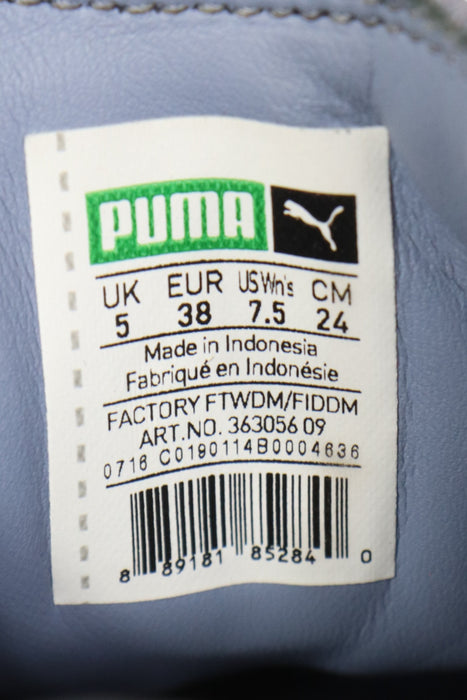 PUMA
UK EUR US Wn's CM
5 38 7.5 24
Made in Indonesia
Fabriqué en Indonésie
FACTORY FTWDM/FIDDM
ART.NO. 363056 09
0716 C0190114B0004636
8 89181 85284 0